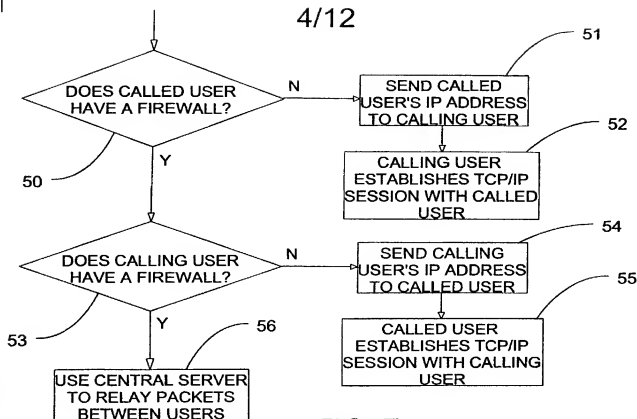 4/12
DOES CALLED USER
HAVE A FIREWALL?
N
Y
50
SEND CALLED
USER'S IP ADDRESS
TO CALLING USER
51
CALLING USER
ESTABLISHES TCP/IP
SESSION WITH CALLED
USER
52
DOES CALLING USER
HAVE A FIREWALL?
N
Y
53
SEND CALLING
USER'S IP ADDRESS
TO CALLED USER
54
CALLED USER
ESTABLISHES TCP/IP
SESSION WITH CALLING
USER
55
USE CENTRAL SERVER
TO RELAY PACKETS
BETWEEN USERS
56